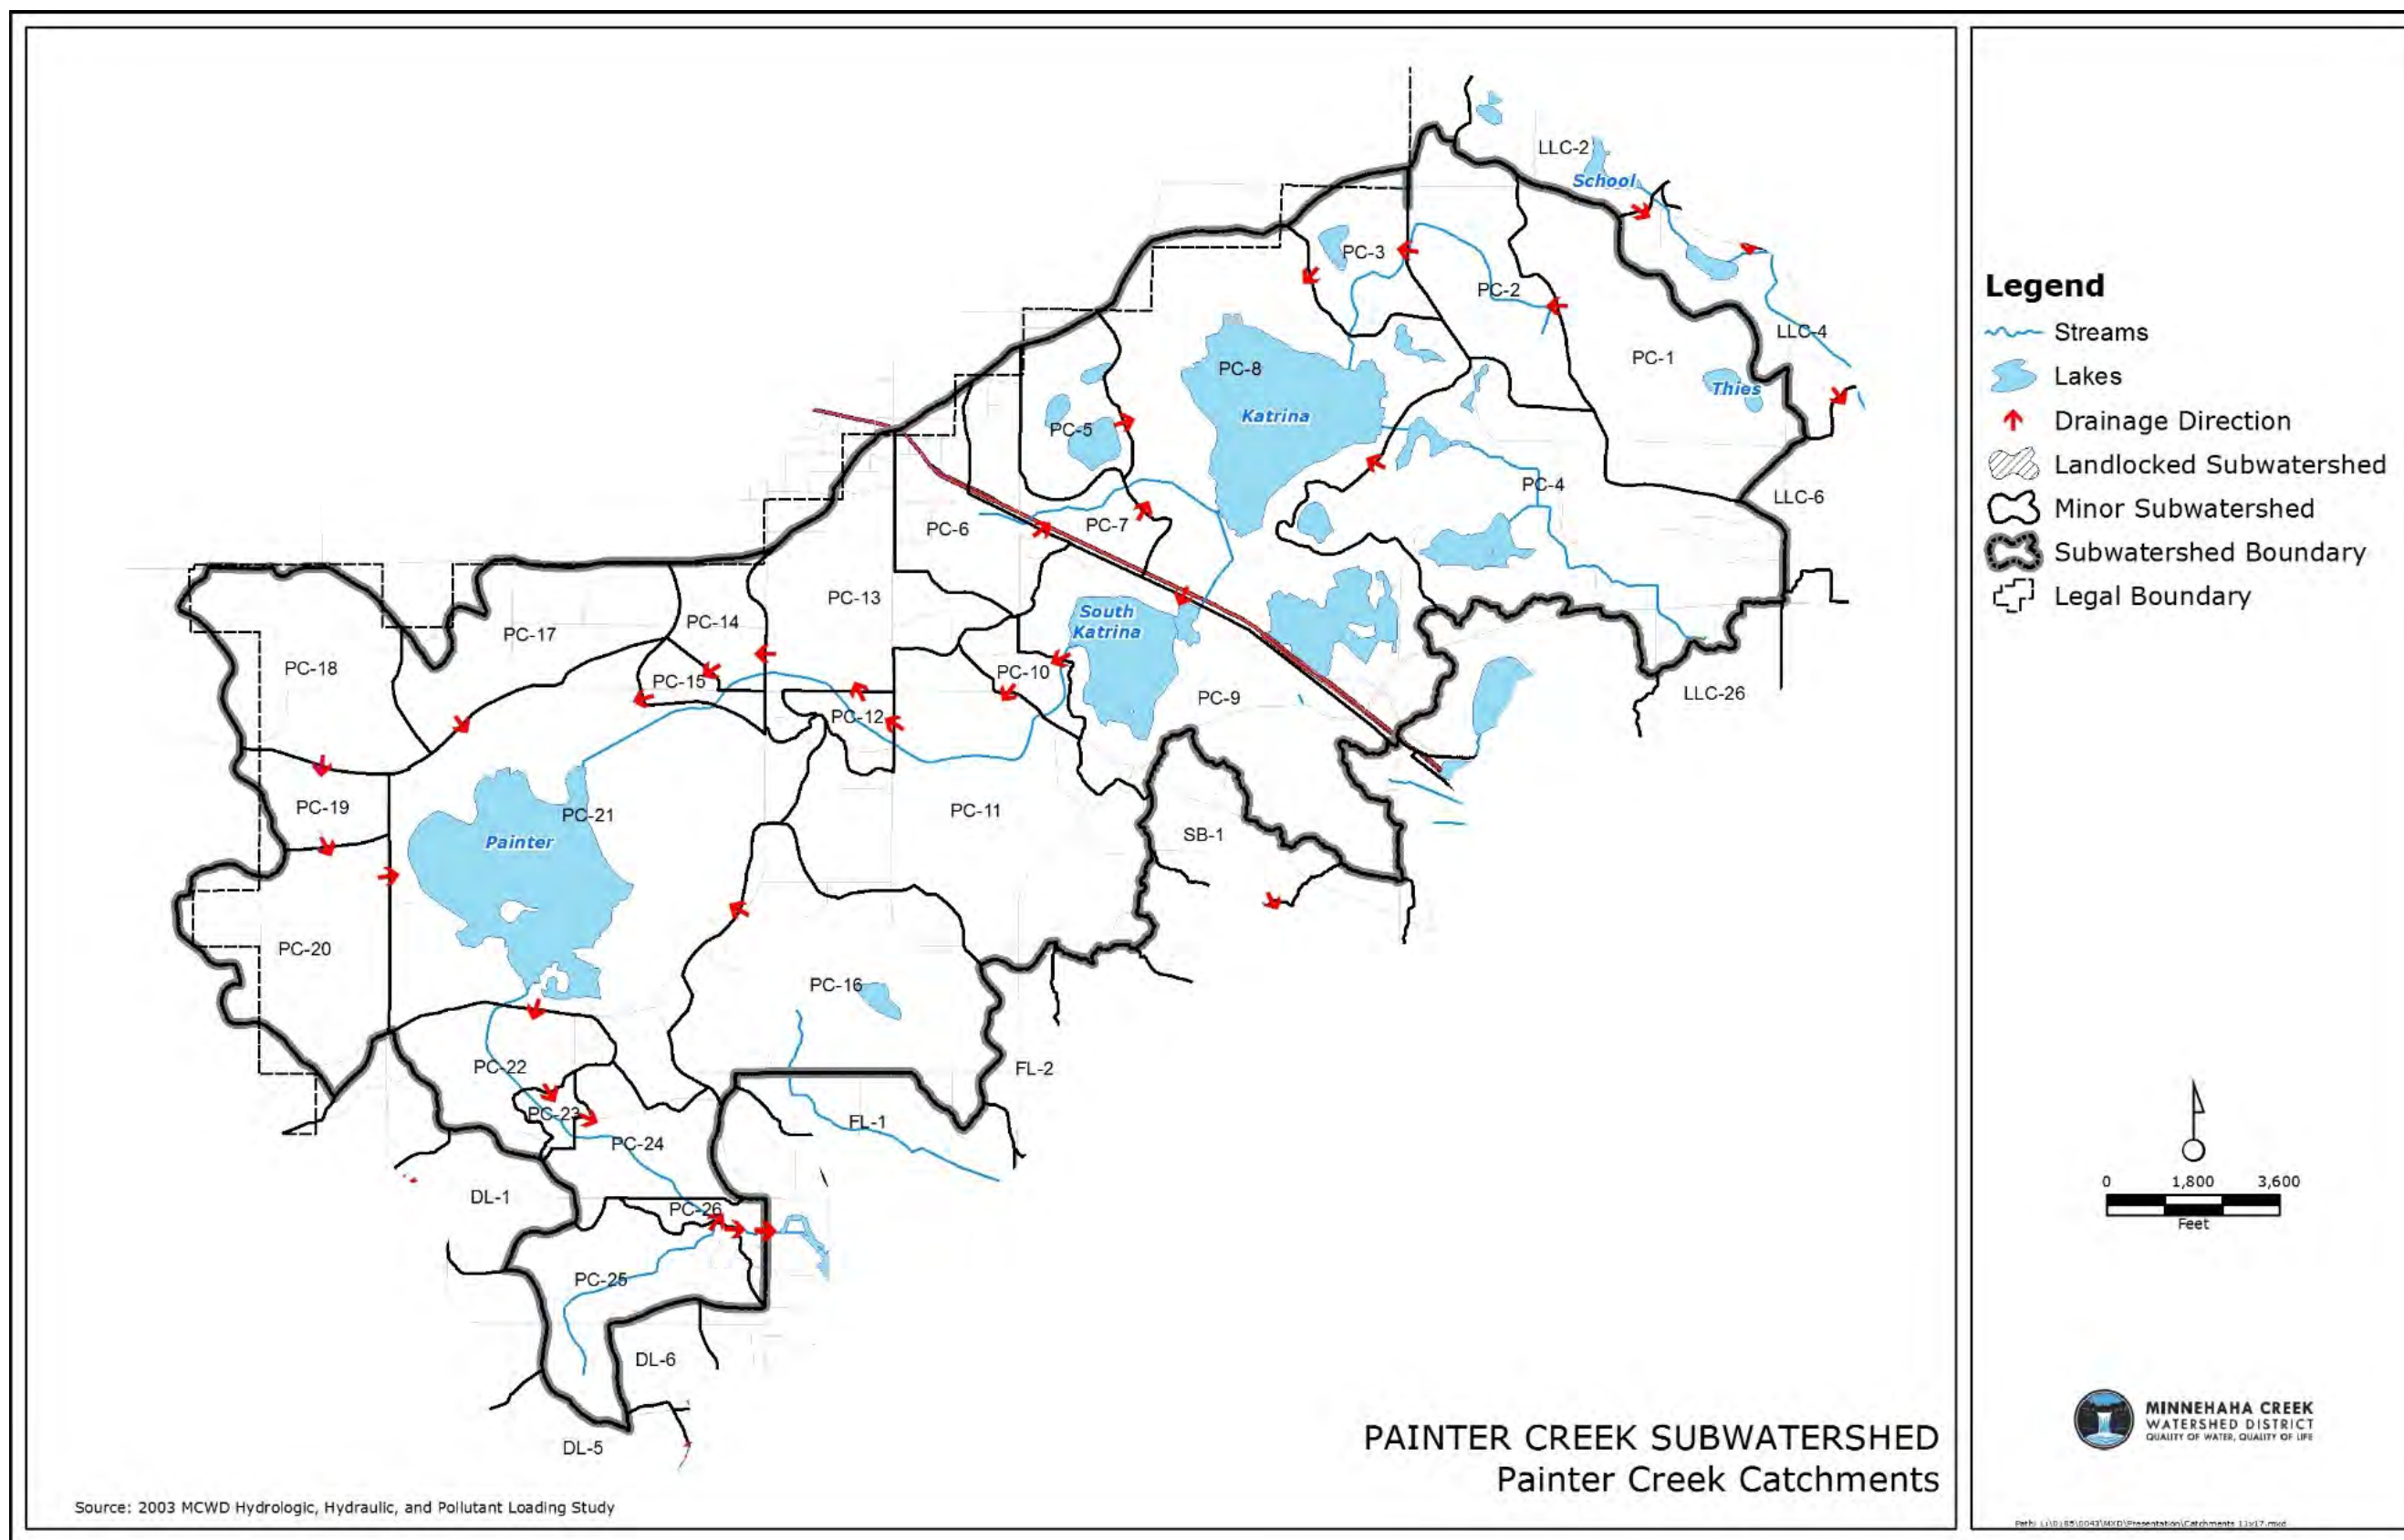 LLC-2
School
PC-3
PC-2
LLC-4
PC-1
PC-8
Thies
Katrina
PC-5
PC-4
LLC-6
PC-7
PC-6
PC-13
South
Katrina
PC-14
PC-17
PC-18
PC-10
PC-15
LLC-26
PC-9
PC-12
PC-19
PC-11
PC-21
SB-1
Painter
PC-20
PC-16
PC-22
FL-2
PC-23
FL-1
PC-24
DL-1
PC-26
PC-25
DL-6
DL-5
PAINTER CREEK SUBWATERSHED
Painter Creek Catchments
Source: 2003 MCWD Hydrologic, Hydraulic, and Pollutant Loading Study
Legend
Streams
Lakes
Drainage Direction
Landlocked Subwatershed
Minor Subwatershed
Subwatershed Boundary
Legal Boundary
0 1,800 3,600
Feet
MINNEHAHA CREEK
WATERSHED DISTRICT
QUALITY OF WATER, QUALITY OF LIFE